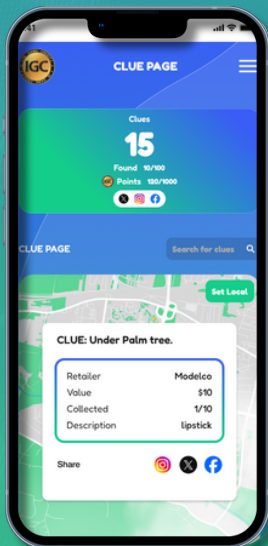 41
IGC
CLUE PAGE
Clues
15
Found 10/100
Points 120/1000
CLUE PAGE
Search for clues
Set Local
CLUE: Under Palm tree.
Retailer Modelco
Value $10
Collected 1/10
Description lipstick
Share